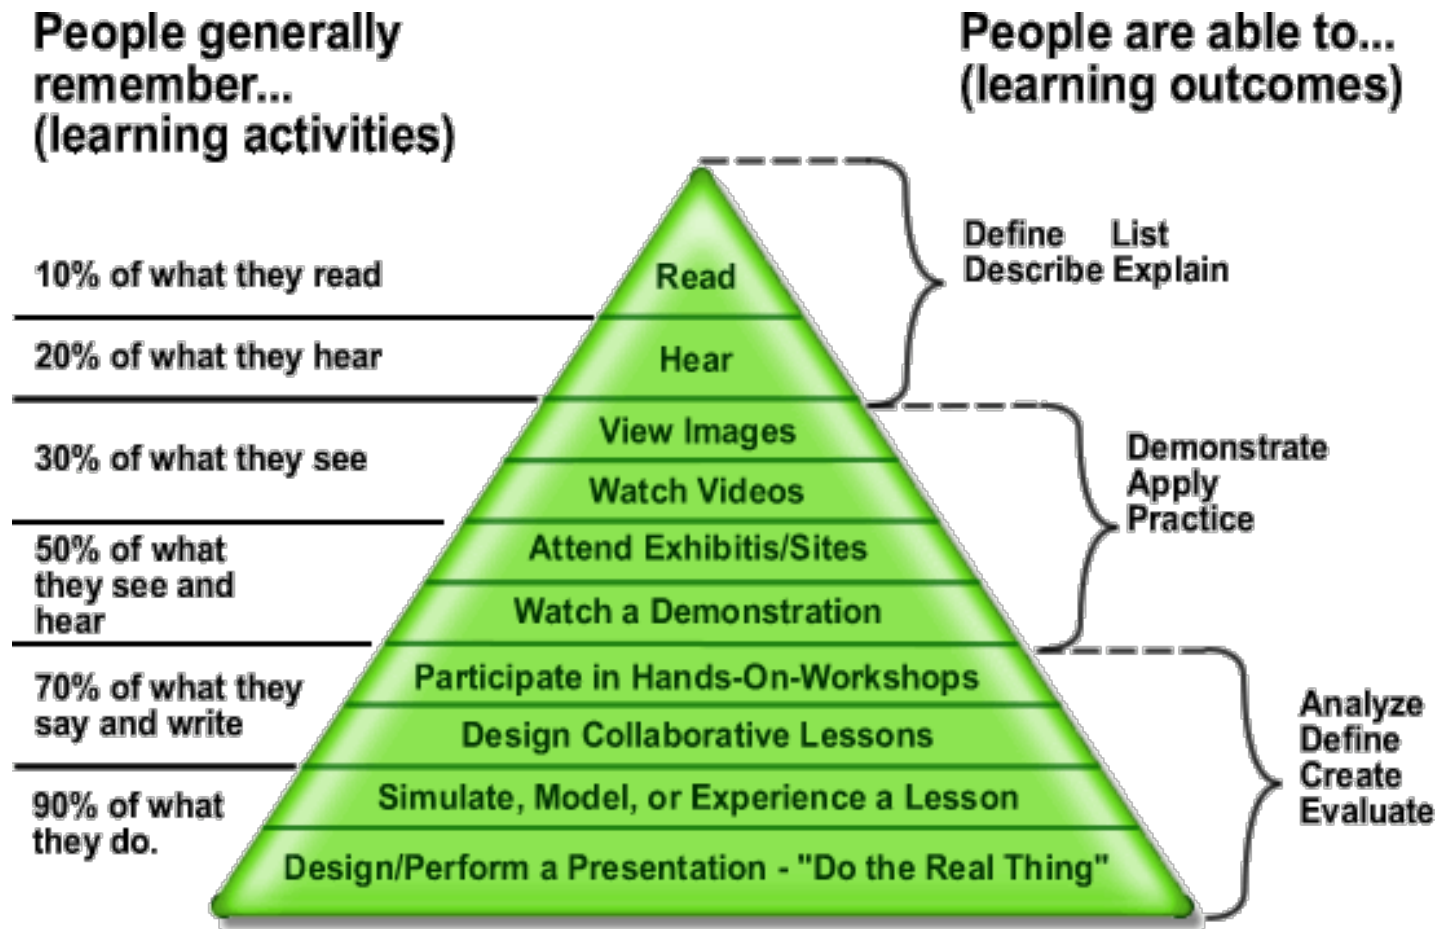 People generally
remember...
(learning activities)
People are able to...
(learning outcomes)
10% of what they read
20% of what they hear
30% of what they see
50% of what
they see and
hear
70% of what they
say and write
90% of what
they do.
Read
Hear
View Images
Watch Videos
Attend Exhibitis/Sites
Watch a Demonstration
Participate in Hands-On-Workshops
Design Collaborative Lessons
Simulate, Model, or Experience a Lesson
Design/Perform a Presentation - "Do the Real Thing"
Define List
Describe Explain
Demonstrate
Apply
Practice
Analyze
Define
Create
Evaluate